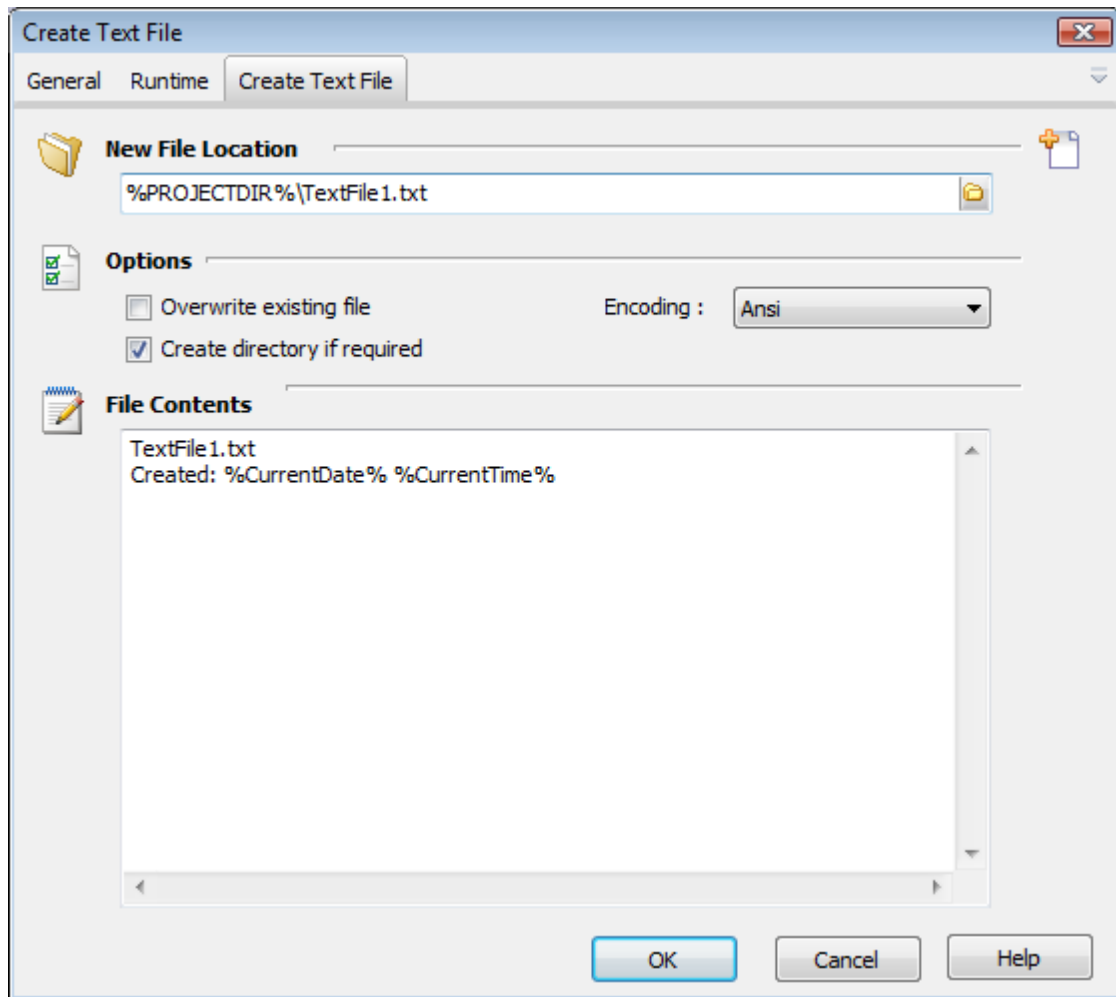 Create Text File
General Runtime Create Text File
New File Location
%PROJECTDIR%\TextFile1.txt
Options
Overwrite existing file Encoding : Ansi
Create directory if required
File Contents
TextFile1.txt
Created: %CurrentDate% %CurrentTime%
OK Cancel Help